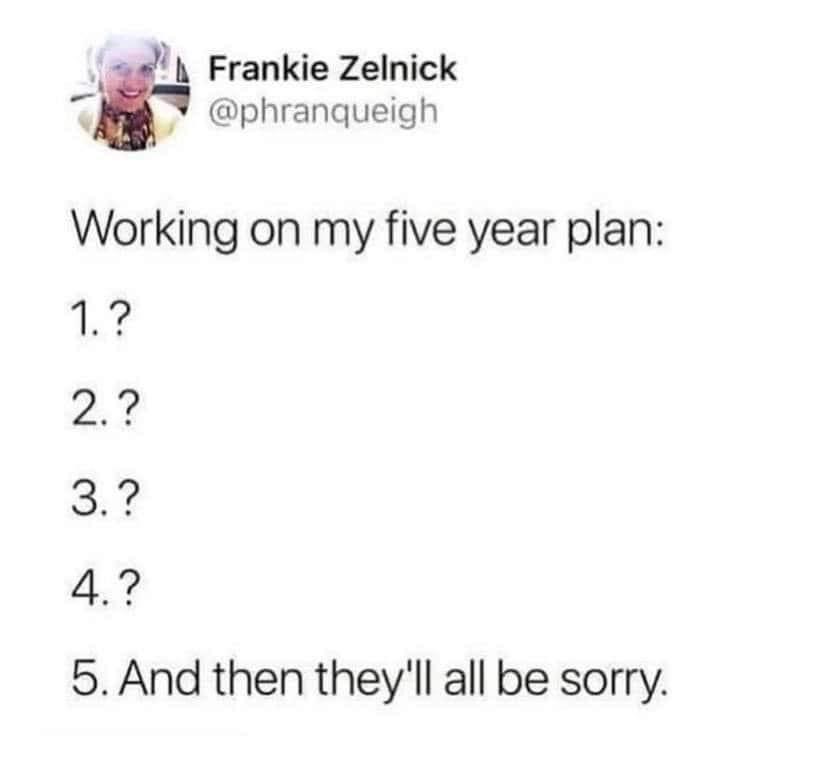 Frankie Zelnick
@phranqueigh
Working on my five year plan:
1. ?
2. ?
3. ?
4. ?
5. And then they'll all be sorry.